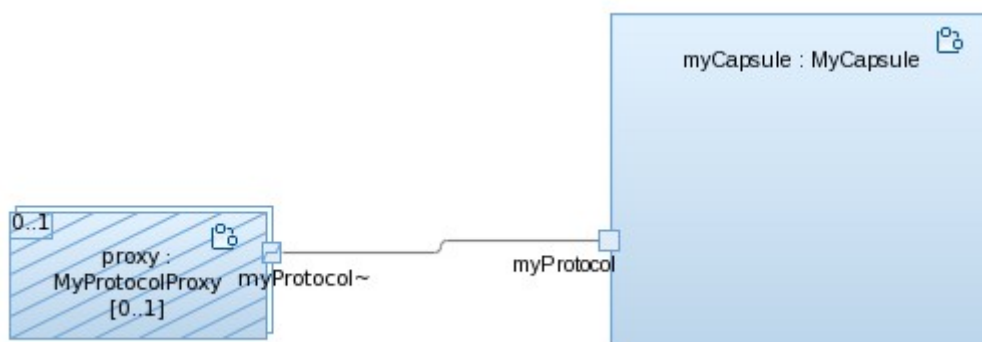 myCapsule : MyCapsule
0..1
proxy :
MyProtocolProxy
[0..1]
myProtocol~
myProtocol